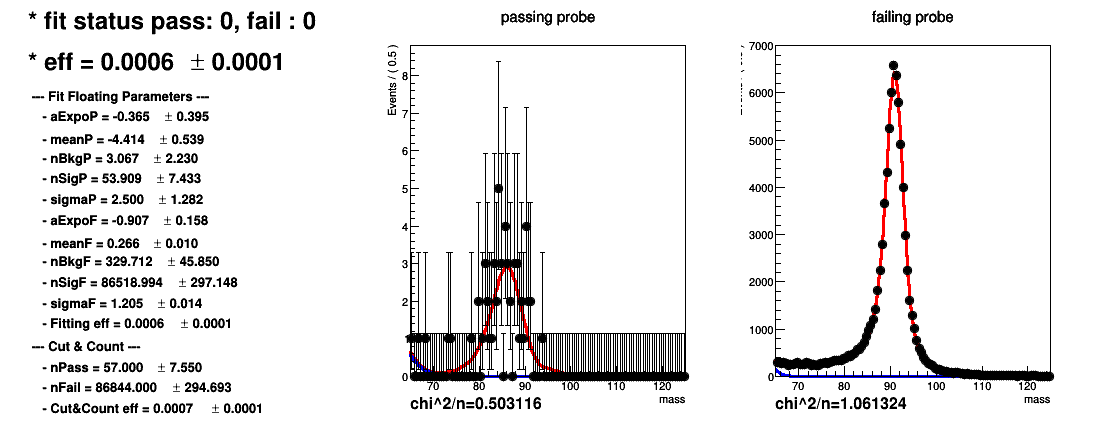 * fit status pass: 0, fail : 0
* eff = 0.0006 ± 0.0001
--- Fit Floating Parameters ---
- aExpoP = -0.365 ± 0.395
- meanP = -4.414 ± 0.539
- nBkgP = 3.067 ± 2.230
- nSigP = 53.909 ± 7.433
- sigmaP = 2.500 ± 1.282
- aExpoF = -0.907 ± 0.158
- meanF = 0.266 ± 0.010
- nBkgF = 329.712 ± 45.850
- nSigF = 86518.994 ± 297.148
- sigmaF = 1.205 ± 0.014
- Fitting eff = 0.0006 ± 0.0001
--- Cut & Count ---
- nPass = 57.000 ± 7.550
- nFail = 86844.000 ± 294.693
- Cut&Count eff = 0.0007 ± 0.0001
passing probe
Events / ( 0.5 )
8
7
6
5
4
3
2
1
0
70 80 90 100 110 120
mass
chi^2/n=0.503116
failing probe
7000
6000
5000
4000
3000
2000
1000
0
70 80 90 100 110 120
mass
chi^2/n=1.061324